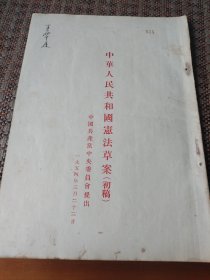 中華人民共和國憲法草案(初稿)
中國共產黨中央委員會提出
一九五四年三月二十三日